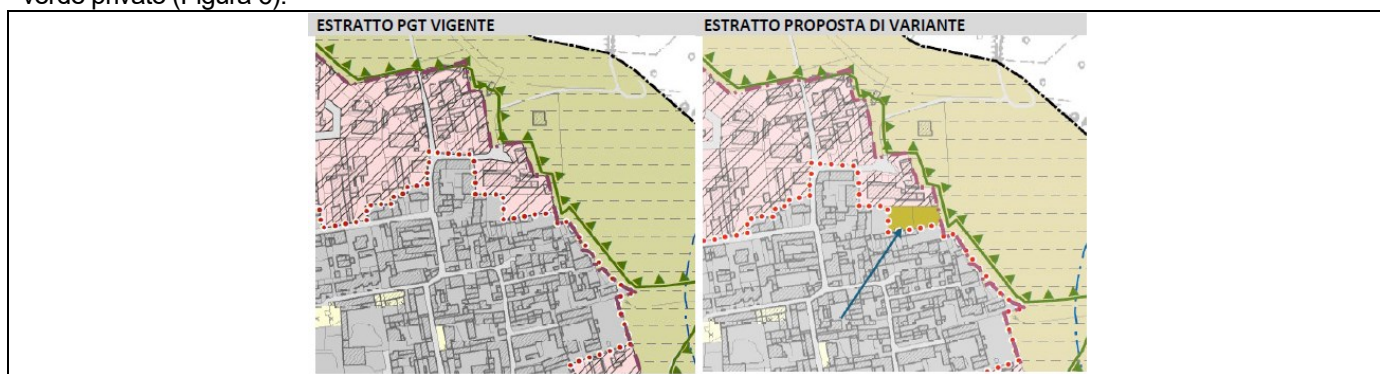 verde privato (Figura 6).
ESTRATTO PGT VIGENTE
ESTRATTO PROPOSTA DI VARIANTE